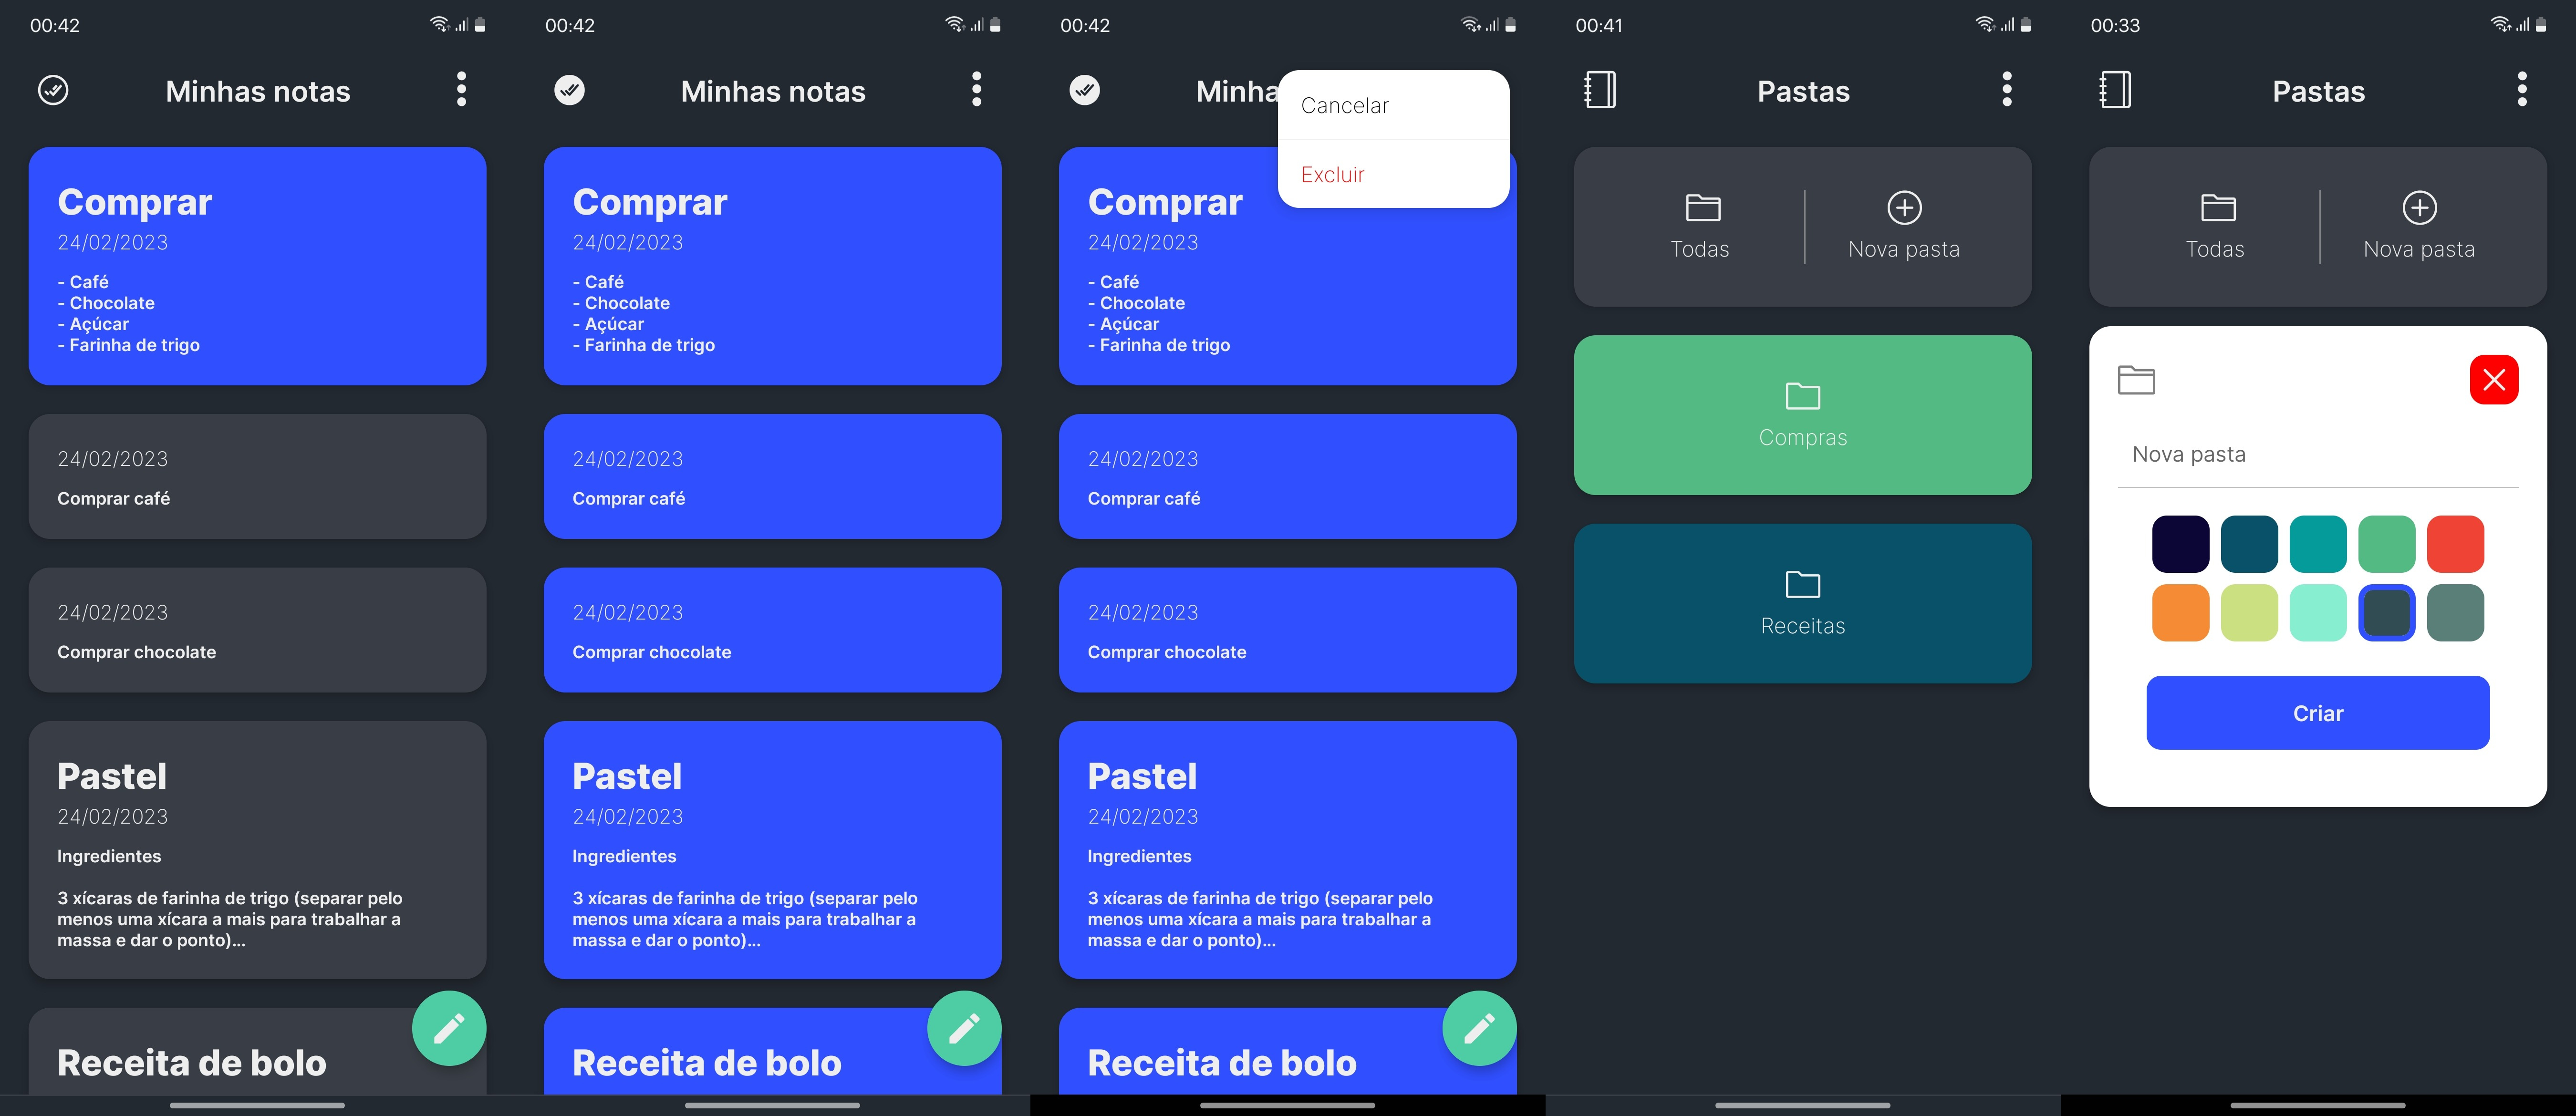 00:42
Minhas notas
Comprar
24/02/2023
- Café
- Chocolate
- Açúcar
- Farinha de trigo
24/02/2023
Comprar café
24/02/2023
Comprar chocolate
Pastel
24/02/2023
Ingredientes
3 xícaras de farinha de trigo (separar pelo
menos uma xícara a mais para trabalhar a
massa e dar o ponto)...
Receita de bolo
00:42
Minhas notas
Comprar
24/02/2023
- Café
- Chocolate
- Açúcar
- Farinha de trigo
24/02/2023
Comprar café
24/02/2023
Comprar chocolate
Pastel
24/02/2023
Ingredientes
3 xícaras de farinha de trigo (separar pelo
menos uma xícara a mais para trabalhar a
massa e dar o ponto)...
Receita de bolo
00:42
Minha
Cancelar
Excluir
Comprar
24/02/2023
- Café
- Chocolate
- Açúcar
- Farinha de trigo
24/02/2023
Comprar café
24/02/2023
Comprar chocolate
Pastel
24/02/2023
Ingredientes
3 xícaras de farinha de trigo (separar pelo
menos uma xícara a mais para trabalhar a
massa e dar o ponto)...
Receita de bolo
00:41
Pastas
Todas
Nova pasta
Compras
Receitas
00:33
Pastas
Todas
Nova pasta
Nova pasta
Criar